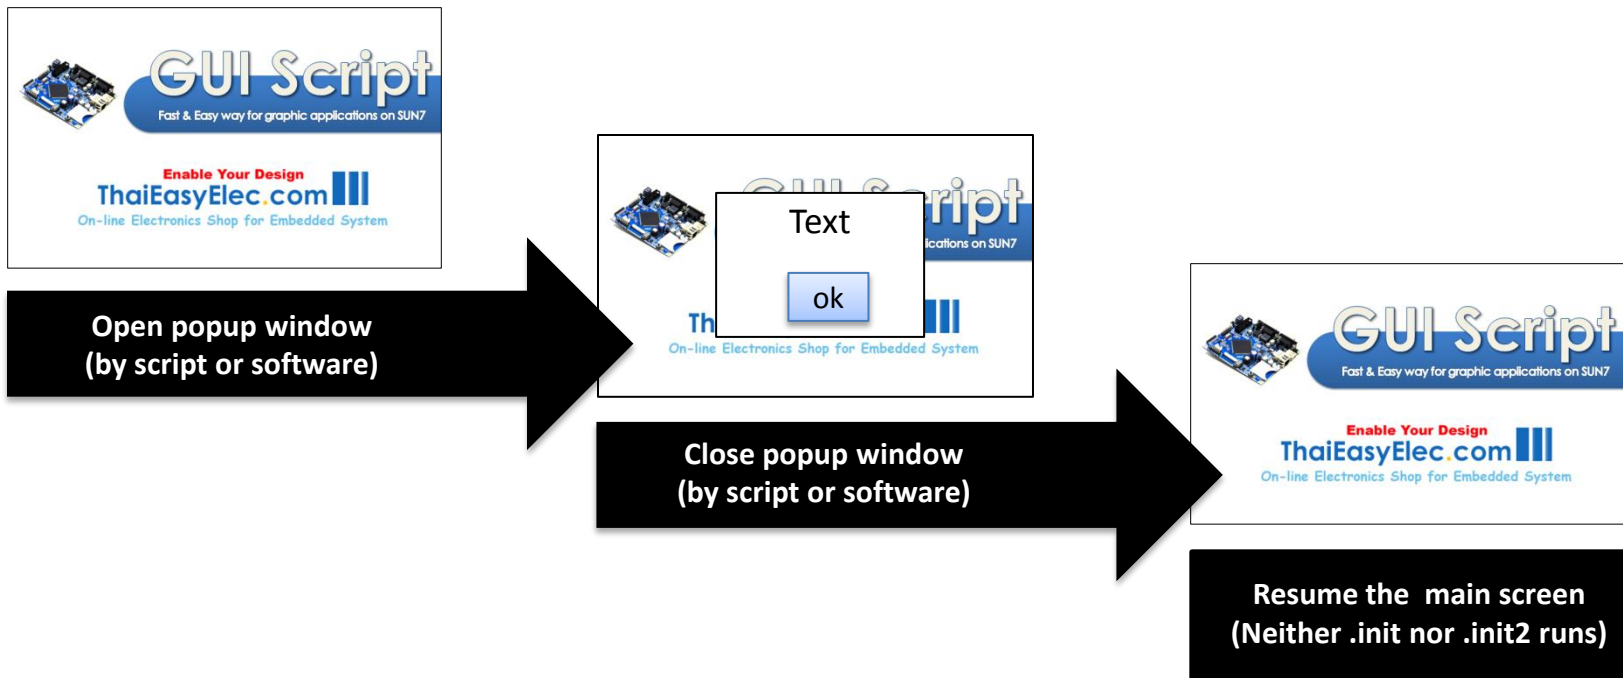 GUI Script
Fast & Easy way for graphic applications on SUN7
Enable Your Design
ThaiEasyElec.com
On-line Electronics Shop for Embedded System
Open popup window
(by script or software)
GUI Script
ications on SUN7
Text
ok
Th
On-line Electronics Shop for Embedded System
Close popup window
(by script or software)
GUI Script
Fast & Easy way for graphic applications on SUN7
Enable Your Design
ThaiEasyElec.com
On-line Electronics Shop for Embedded System
Resume the main screen
(Neither .init nor .init2 runs)